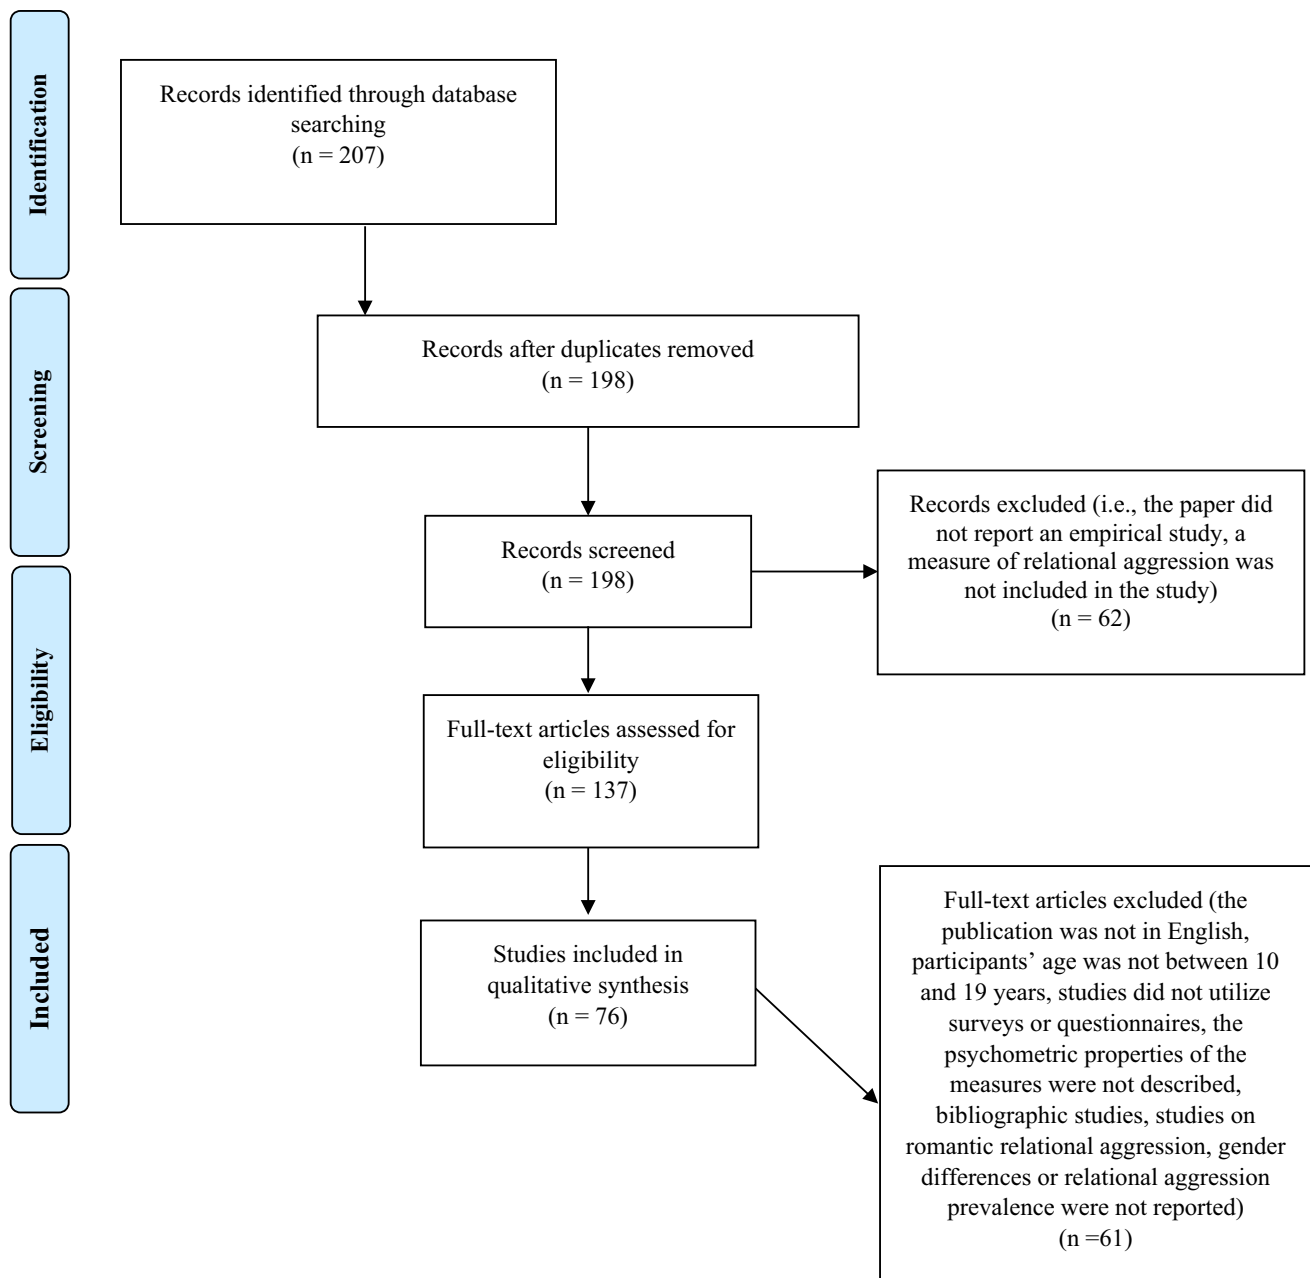 Identification
Records identified through database
searching
(n = 207)
Screening
Records after duplicates removed
(n = 198)
Records screened
(n = 198)
Records excluded (i.e., the paper did
not report an empirical study, a
measure of relational aggression was
not included in the study)
(n = 62)
Eligibility
Full-text articles assessed for
eligibility
(n = 137)
Included
Studies included in
qualitative synthesis
(n = 76)
Full-text articles excluded (the
publication was not in English,
participants’ age was not between 10
and 19 years, studies did not utilize
surveys or questionnaires, the
psychometric properties of the
measures were not described,
bibliographic studies, studies on
romantic relational aggression, gender
differences or relational aggression
prevalence were not reported)
(n =61)